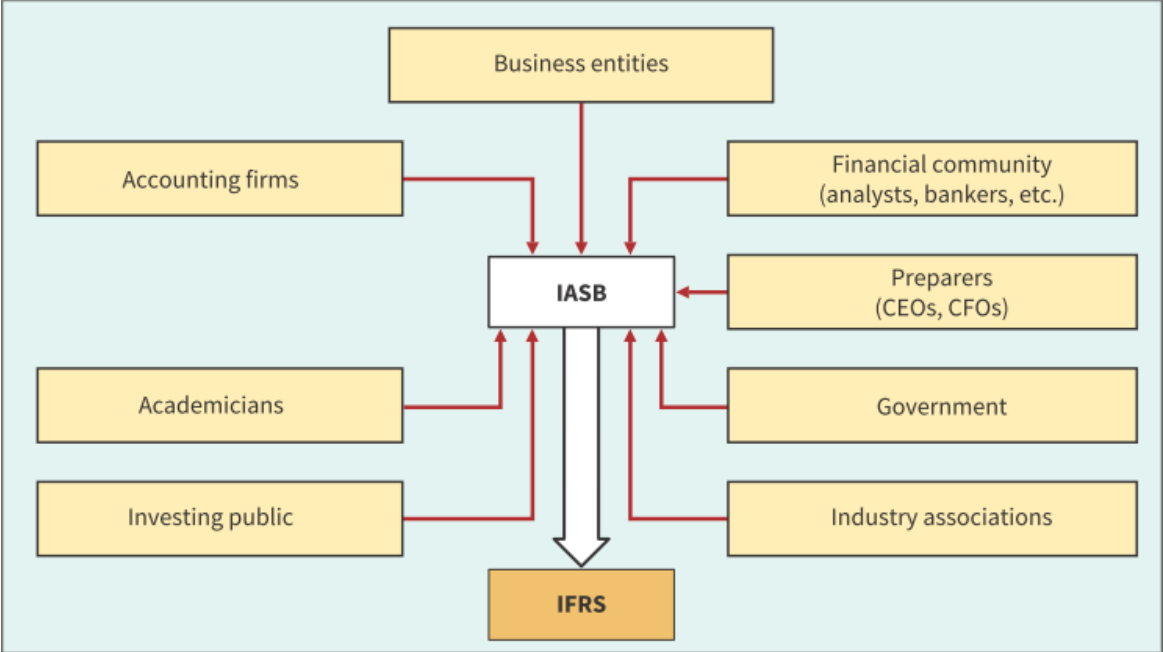 Business entities
Accounting firms
Financial community
(analysts, bankers, etc.)
IASB
Preparers
(CEOs, CFOs)
Academicians
Government
Investing public
Industry associations
IFRS